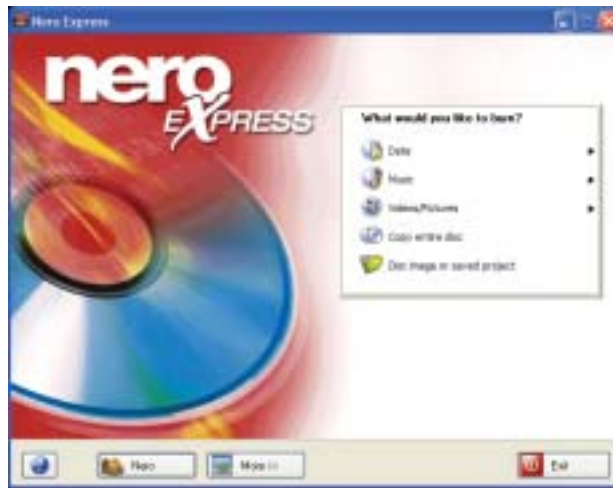 Nero Express
nero
EXPRESS
What would you like to burn?
Data
Music
Videos/Pictures
Copy entire disc
Disc image or saved project
Nero
More >>
Exit